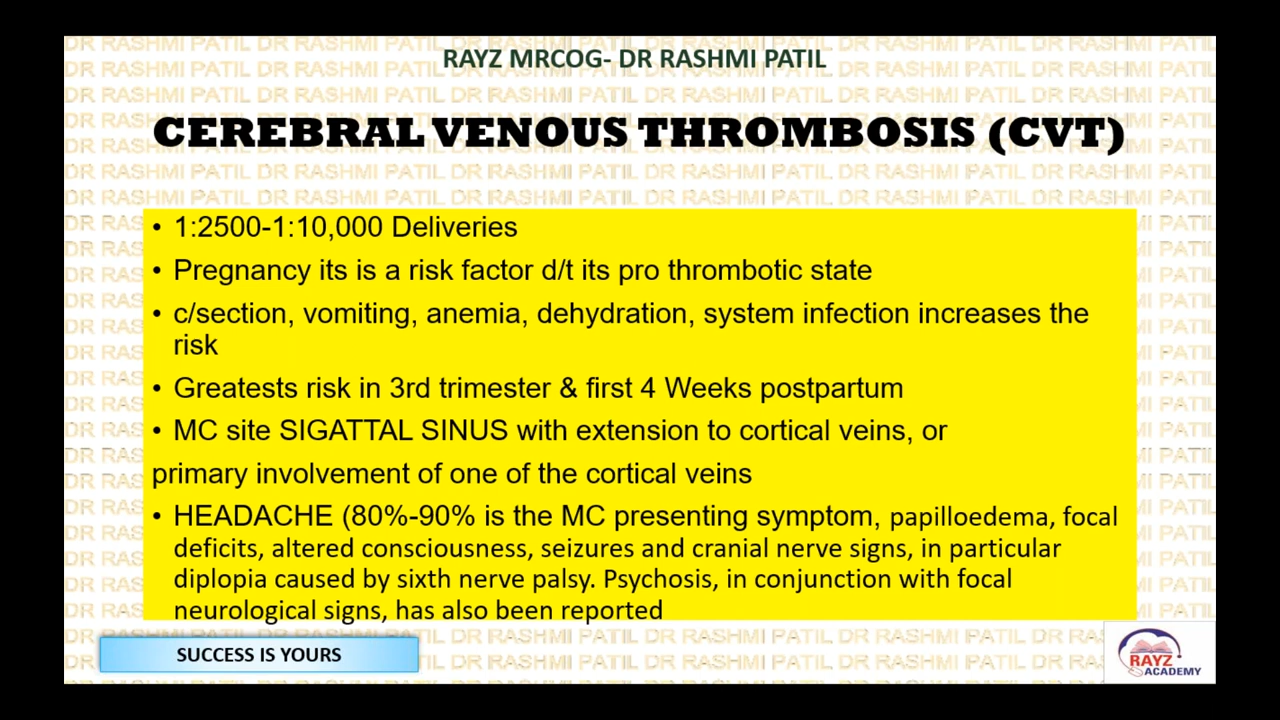 RAYZ MRCOG- DR RASHMI PATIL
CEREBRAL VENOUS THROMBOSIS (CVT)
• 1:2500-1:10,000 Deliveries
• Pregnancy its is a risk factor d/t its pro thrombotic state
• c/section, vomiting, anemia, dehydration, system infection increases the
risk
• Greatests risk in 3rd trimester & first 4 Weeks postpartum
• MC site SIGATTAL SINUS with extension to cortical veins, or
primary involvement of one of the cortical veins
• HEADACHE (80%-90% is the MC presenting symptom, papilloedema, focal
deficits, altered consciousness, seizures and cranial nerve signs, in particular
diplopia caused by sixth nerve palsy. Psychosis, in conjunction with focal
neurological signs, has also been reported
SUCCESS IS YOURS
RAYZ
ACADEMY